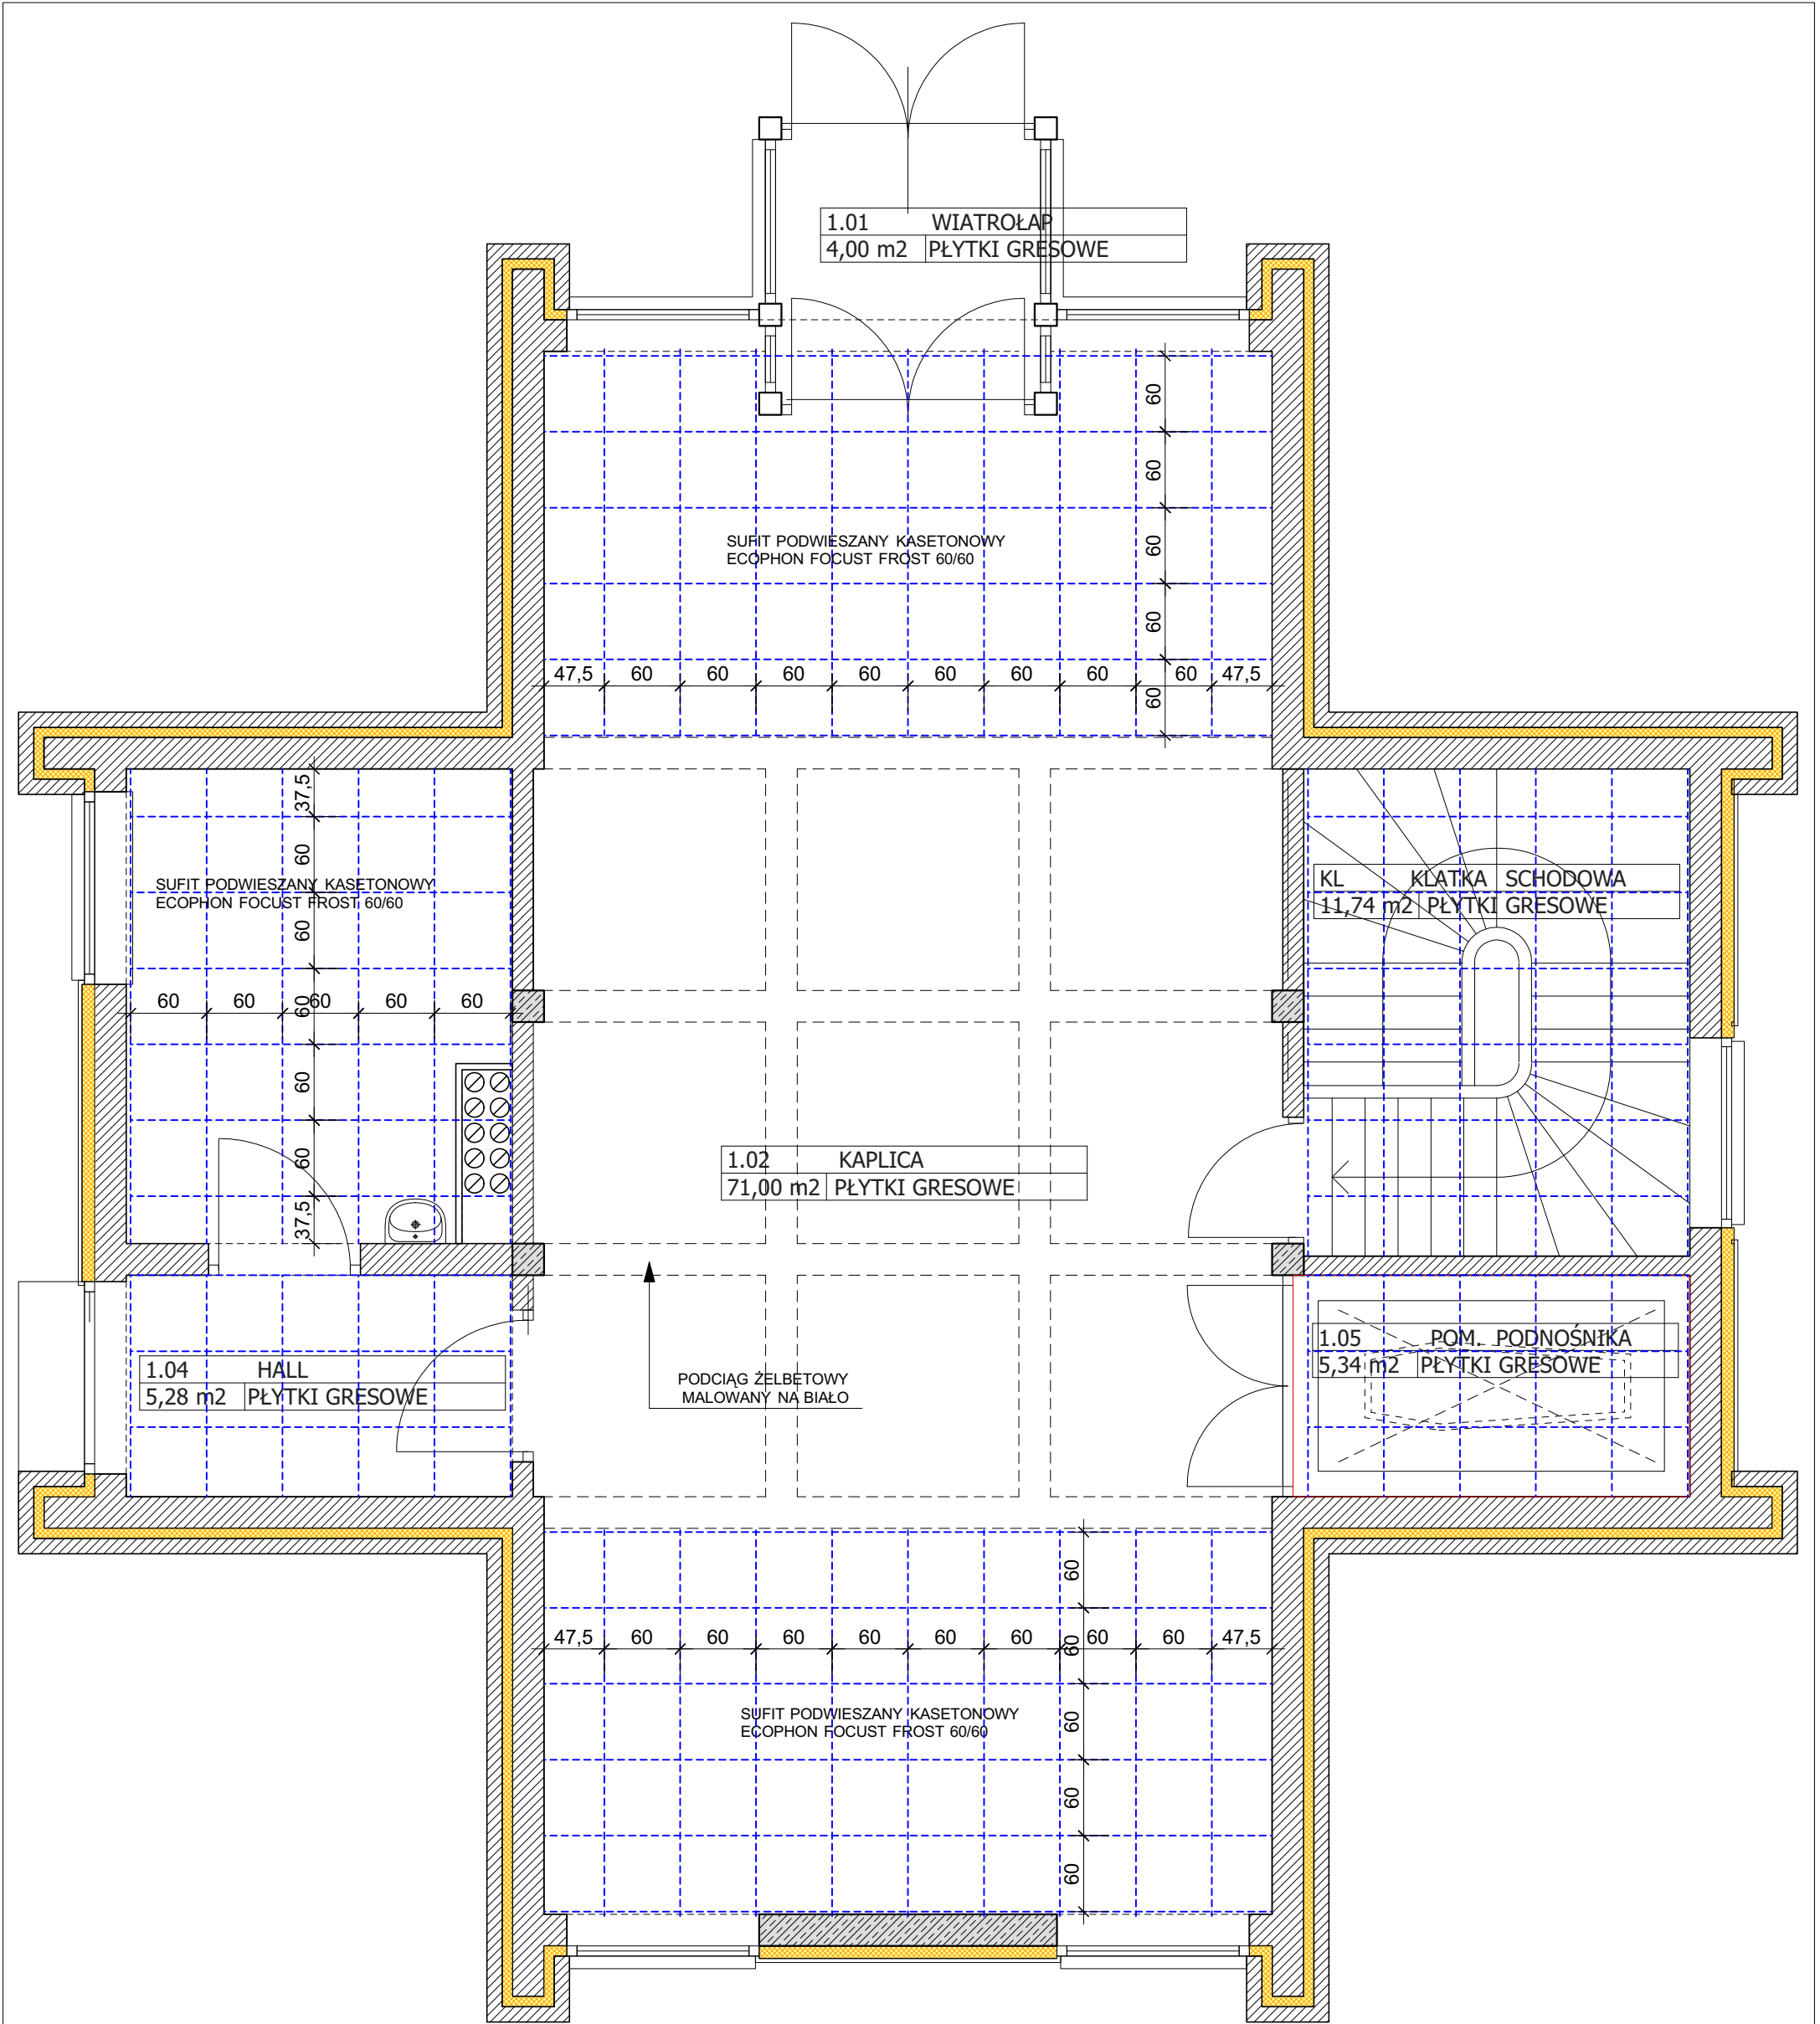 1.01 WIATROŁAP
4,00 m2 PŁYTKI GRESOWE
60
60
SUFIT PODWIESZANY KASETONOWY
ECOPHON FOCUST FROST 60/60
60
60
47,5 60 60 60 60 60 60 60 60 47,5
60
37,5
60
SUFIT PODWIESZANY KASETONOWY
ECOPHON FOCUST FROST 60/60
60
60 60 60 60 60
60
60
60
37,5
KL KLATKA SCHODOWA
11,74 m2 PŁYTKI GRESOWE
1.02 KAPLICA
71,00 m2 PŁYTKI GRESOWE
1.04 HALL
5,28 m2 PŁYTKI GRESOWE
PODCIĄG ŻELBETOWY
MALOWANY NA BIAŁO
1.05 POM. PODNOŚNIKA
5,34 m2 PŁYTKI GRESOWE
60
47,5 60 60 60 60 60 60 60 60 47,5
60
SUFIT PODWIESZANY KASETONOWY
ECOPHON FOCUST FROST 60/60
60
60
60